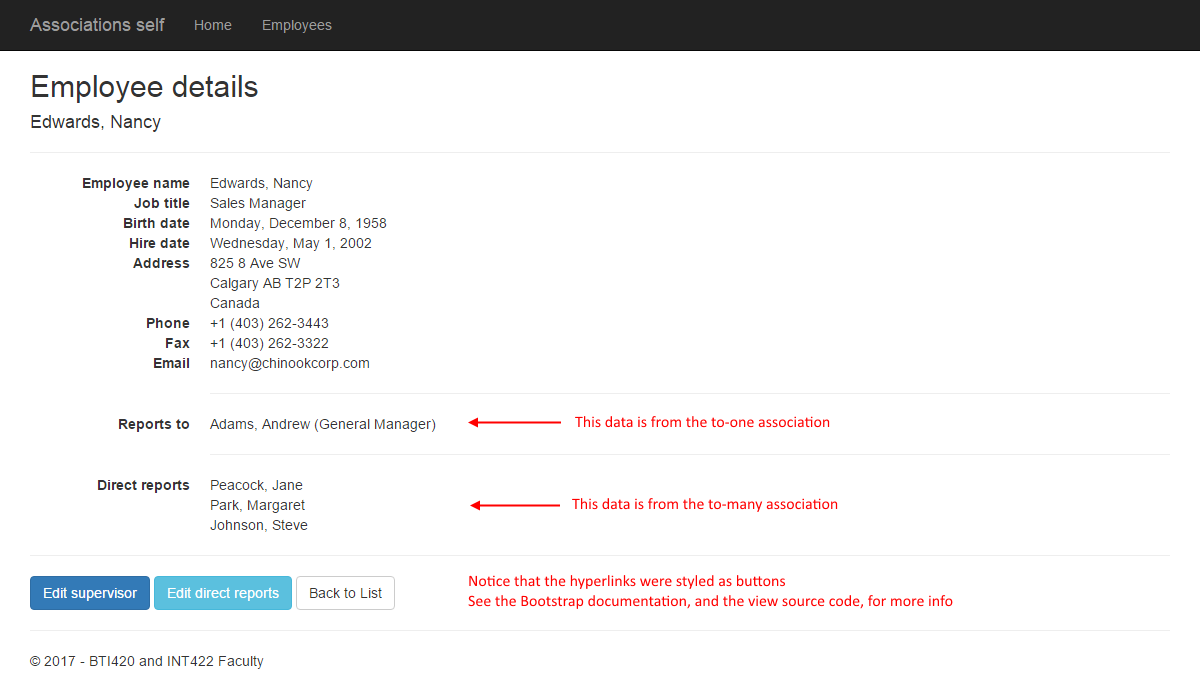 Associations self Home Employees
Employee details
Edwards, Nancy
Employee name Edwards, Nancy
Job title Sales Manager
Birth date Monday, December 8, 1958
Hire date Wednesday, May 1, 2002
Address 825 8 Ave SW
Calgary AB T2P 2T3
Canada
Phone +1 (403) 262-3443
Fax +1 (403) 262-3322
Email nancy@chinookcorp.com
Reports to Adams, Andrew (General Manager) This data is from the to-one association
Direct reports Peacock, Jane
Park, Margaret This data is from the to-many association
Johnson, Steve
Edit supervisor Edit direct reports Back to List
Notice that the hyperlinks were styled as buttons
See the Bootstrap documentation, and the view source code, for more info
© 2017 - BTI420 and INT422 Faculty